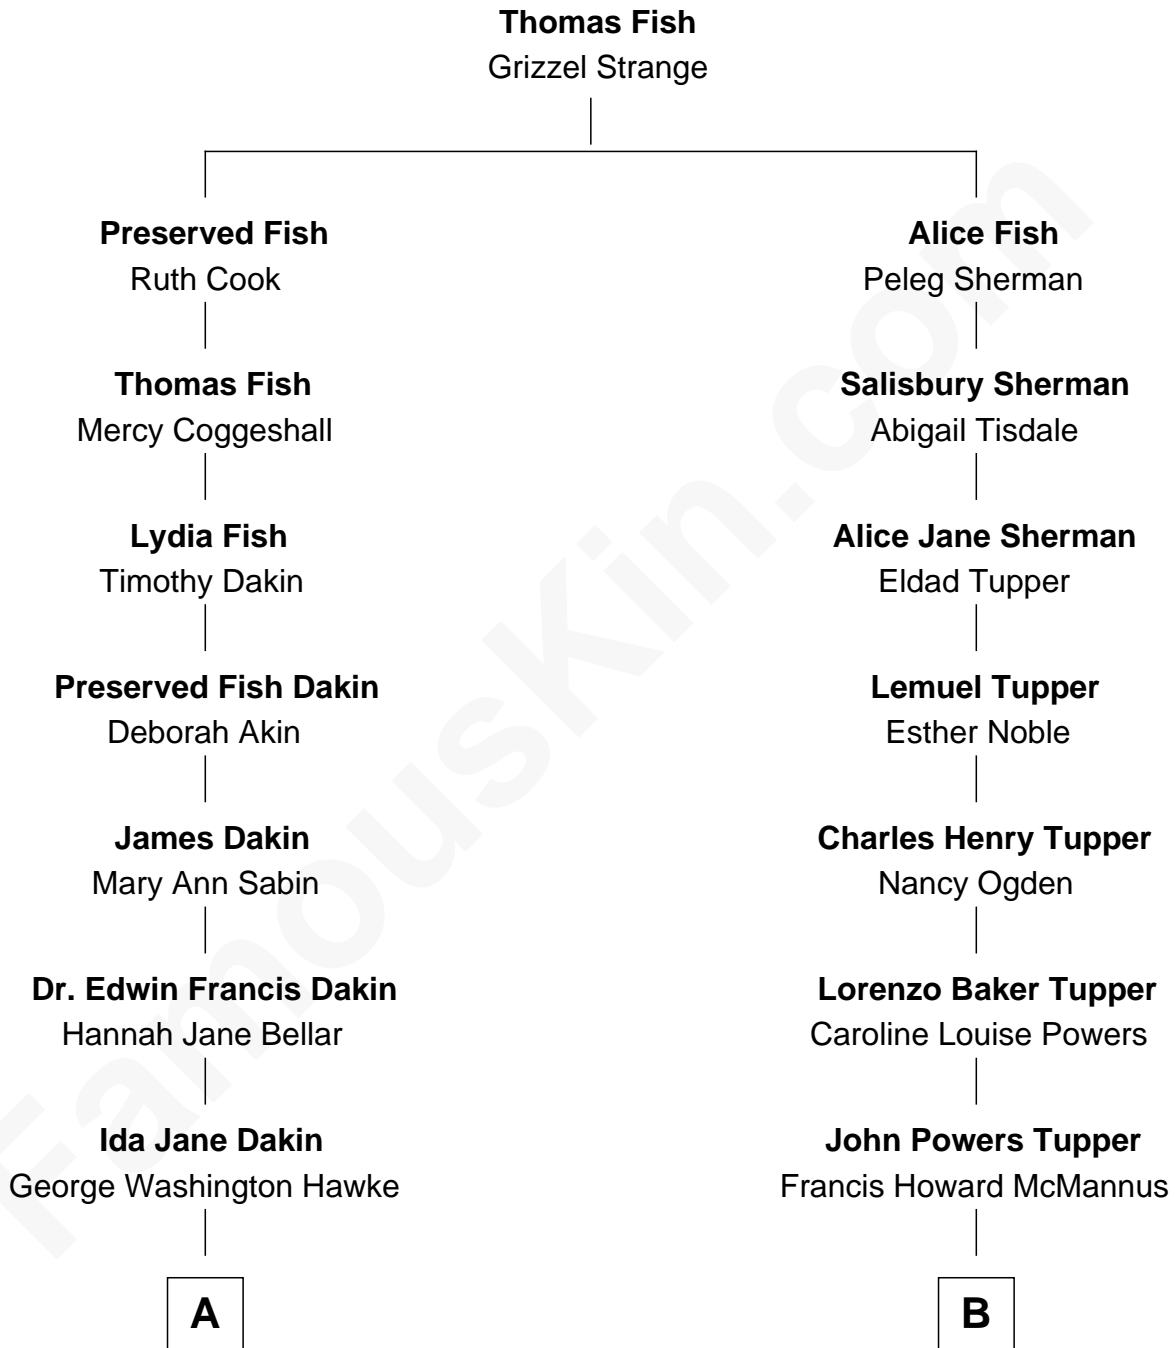 Thomas Fish
Grizzel Strange
Preserved Fish
Ruth Cook
Alice Fish
Peleg Sherman
Thomas Fish
Mercy Coggeshall
Salisbury Sherman
Abigail Tisdale
Lydia Fish
Timothy Dakin
Alice Jane Sherman
Eldad Tupper
Preserved Fish Dakin
Deborah Akin
Lemuel Tupper
Esther Noble
James Dakin
Mary Ann Sabin
Charles Henry Tupper
Nancy Ogden
Dr. Edwin Francis Dakin
Hannah Jane Bellar
Lorenzo Baker Tupper
Caroline Louise Powers
Ida Jane Dakin
George Washington Hawke
John Powers Tupper
Francis Howard McMannus
A
B
FamousKin.com